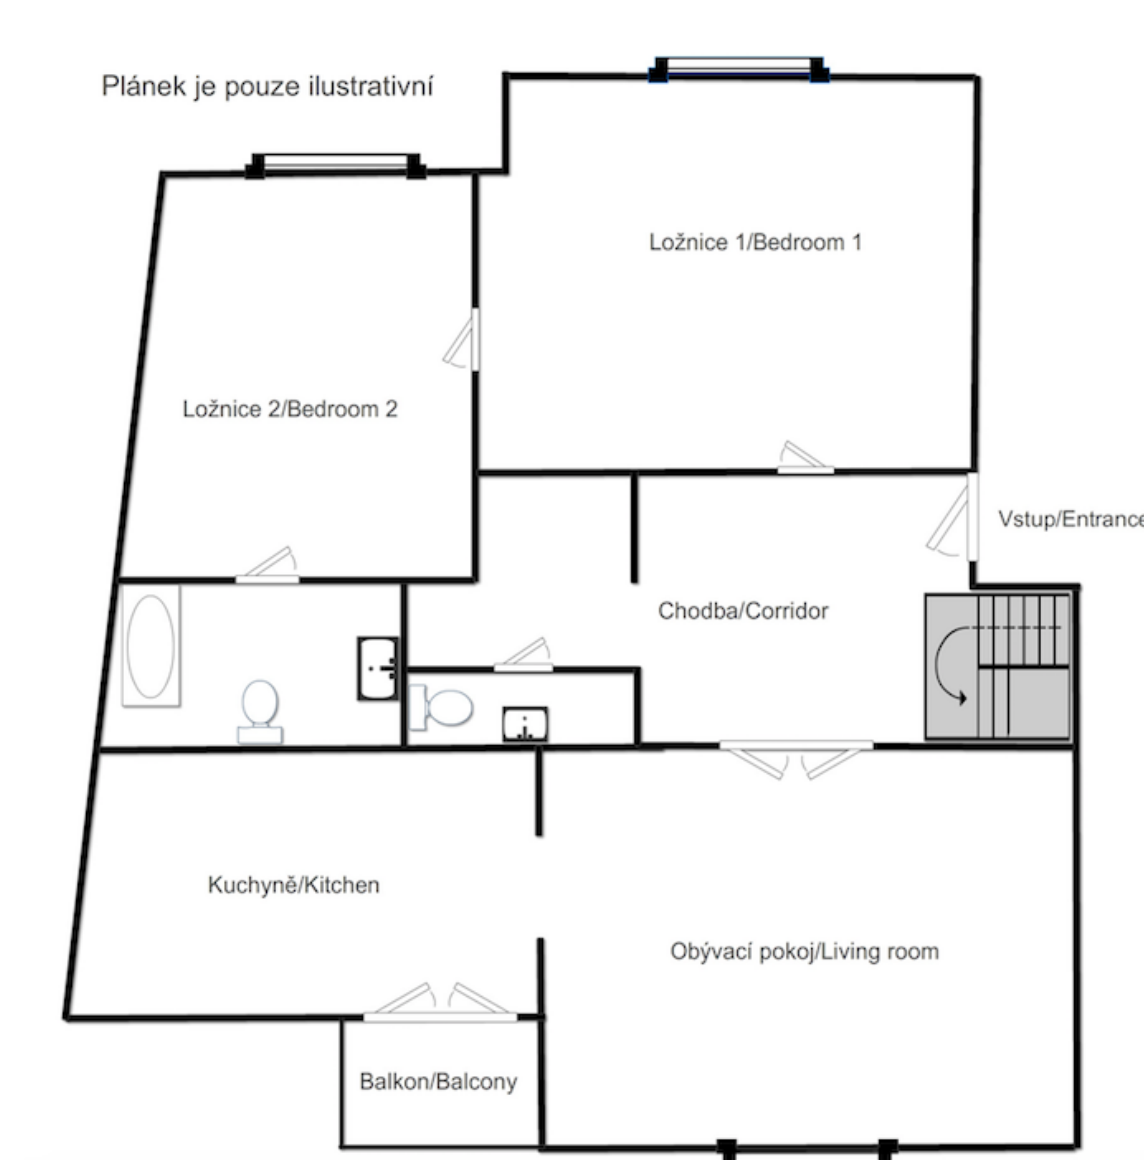 Plánek je pouze ilustrativní
Ložnice 1/Bedroom 1
Ložnice 2/Bedroom 2
Vstup/Entrance
Chodba/Corridor
Kuchyně/Kitchen
Obývací pokoj/Living room
Balkon/Balcony